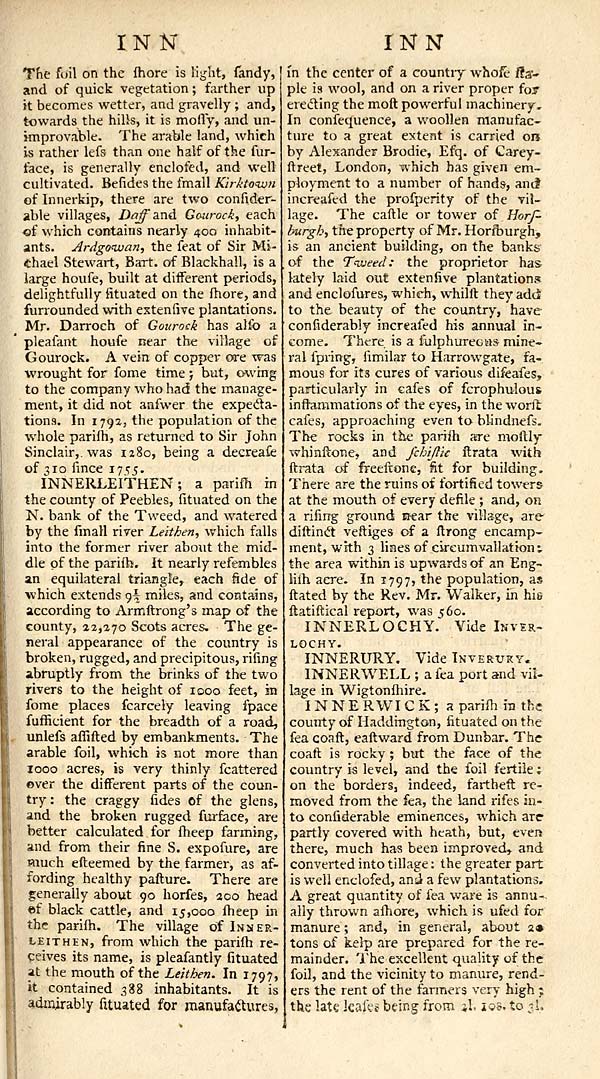 INN
INN
The ſoil on the ſhore is light, ſandy,
and of quick vegetation; farther up
it becomes wetter, and gravelly; and,
towards the hills, it is moſſy, and un-
improvable. The arable land, which
is rather leſs than one half of the ſur-
face, is generally encloſed, and well
cultivated. Beſides the ſmall Kirktown
of Innerkip, there are two conſider-
able villages, Daff and Gourock, each
of which contains nearly 400 inhabit-
ants. Ardgowan, the ſeat of Sir Mi-
chael Stewart, Bart. of Blackhall, is a
large houſe, built at different periods,
delightfully ſituated on the ſhore, and
ſurrounded with extenſive plantations.
Mr. Darroch of Gourock has alſo a
pleaſant houſe near the village of
Gourock. A vein of copper ore was
wrought for ſome time; but, owing
to the company who had the manage-
ment, it did not anſwer the expecta-
tions. In 1792, the population of the
whole pariſh, as returned to Sir John
Sinclair, was 1280, being a decreaſe
of 310 ſince 1755.
INNERLEITHEN; a pariſh in
the county of Peebles, ſituated on the
N. bank of the Tweed, and watered
by the ſmall river Leithen, which falls
into the former river about the mid-
dle of the pariſh. It nearly reſembles
an equilateral triangle, each ſide of
which extends 9½ miles, and contains,
according to Armſtrong's map of the
county, 22,270 Scots acres. The ge-
neral appearance of the country is
broken, rugged, and precipitous, riſing
abruptly from the brinks of the two
rivers to the height of 1000 feet, in
ſome places ſcarcely leaving ſpace
ſufficient for the breadth of a road,
unleſs aſſiſted by embankments. The
arable ſoil, which is not more than
1000 acres, is very thinly ſcattered
over the different parts of the coun-
try: the craggy ſides of the glens,
and the broken rugged ſurface, are
better calculated for ſheep farming,
and from their fine S. expoſure, are
much eſteemed by the farmer, as af-
fording healthy paſture. There are
generally about 90 horſes, 200 head
of black cattle, and 15,000 ſheep in
the pariſh. The village of INNER-
LEITHEN, from which the pariſh re-
ceives its name, is pleaſantly ſituated
at the mouth of the Leithen. In 1797,
it contained 388 inhabitants. It is
admirably ſituated for manufactures,
in the center of a country whoſe ſta-
ple is wool, and on a river proper for
erecting the moſt powerful machinery.
In conſequence, a woollen manufac-
ture to a great extent is carried on
by Alexander Brodie, Eſq. of Carey-
ſtreet, London, which has given em-
ployment to a number of hands, and
increaſed the proſperity of the vil-
lage. The caſtle or tower of Horſ-
burgh, the property of Mr. Horſburgh,
is an ancient building, on the banks
of the Tweed: the proprietor has
lately laid out extenſive plantations
and encloſures, which, whilſt they add
to the beauty of the country, have
conſiderably increaſed his annual in-
come. There is a ſulphureous mine-
ral ſpring, ſimilar to Harrowgate, fa-
mous for its cures of various diſeaſes,
particularly in caſes of ſcrophulous
inflammations of the eyes, in the worſt
caſes, approaching even to blindneſs.
The rocks in the pariſh are moſtly
whinſtone, and ſchiſtic ſtrata with
ſtrata of freeſtone, fit for building.
There are the ruins of fortified towers
at the mouth of every defile; and, on
a riſing ground near the village, are
diſtinct veſtiges of a ſtrong encamp-
ment, with 3 lines of circumvallation:
the area within is upwards of an Eng-
liſh acre. In 1797, the population, as
ſtated by the Rev. Mr. Walker, in his
ſtatiſtical report, was 560.
INNERLOCHY. Vide INVER-
LOCHY.
INNERURY. Vide INVERURY.
INNERWELL; a ſea port and vil-
lage in Wigtonſhire.
INNERWICK; a pariſh in the
county of Haddington, ſituated on the
ſea coaſt, eaſtward from Dunbar. The
coaſt is rocky; but the face of the
country is level, and the ſoil fertile:
on the borders, indeed, fartheſt re-
moved from the ſea, the land riſes in-
to conſiderable eminences, which are
partly covered with heath, but, even
there, much has been improved, and
converted into tillage: the greater part
is well encloſed, and a few plantations.
A great quantity of ſea ware is annu-
ally thrown aſhore, which is uſed for
manure; and, in general, about 20
tons of kelp are prepared for the re-
mainder. The excellent quality of the
ſoil, and the vicinity to manure, rend-
ers the rent of the farmers very high;
the late leaſes being from 2l. 10s. to 3l.